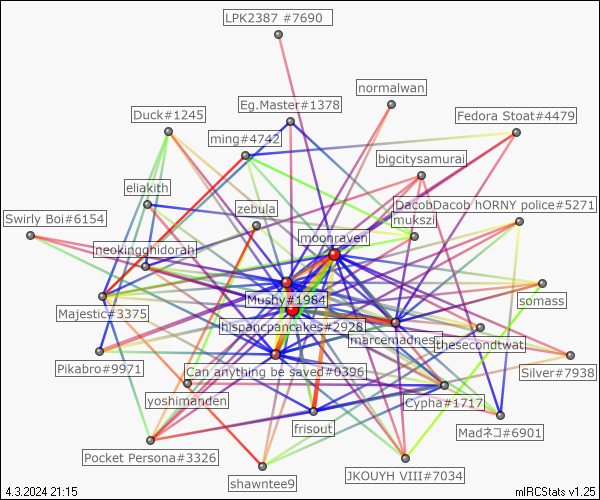 LPK2387 #7690
normalwan
Eg.Master#1378
Duck#1245
Fedora Stoat#4479
ming#4742
bigcitysamurai
eliakith
DacobDacob hORNY police#5271
zebula
Swirly Boi#6154
mukszi
moonraven
neokingghidorah
Mushy#1984
somass
Majestic#3375
hispancpancakes#2928
marcemadness
thesecondtwat
Pikabro#9971
Can anything be saved#0396
Silver#7938
yoshimanden
Cypha#1717
frisout
Madネコ#6901
Pocket Persona#3326
JKOUYH VIII#7034
shawntee9
4.3.2024 21:15
mIRCStats v1.25